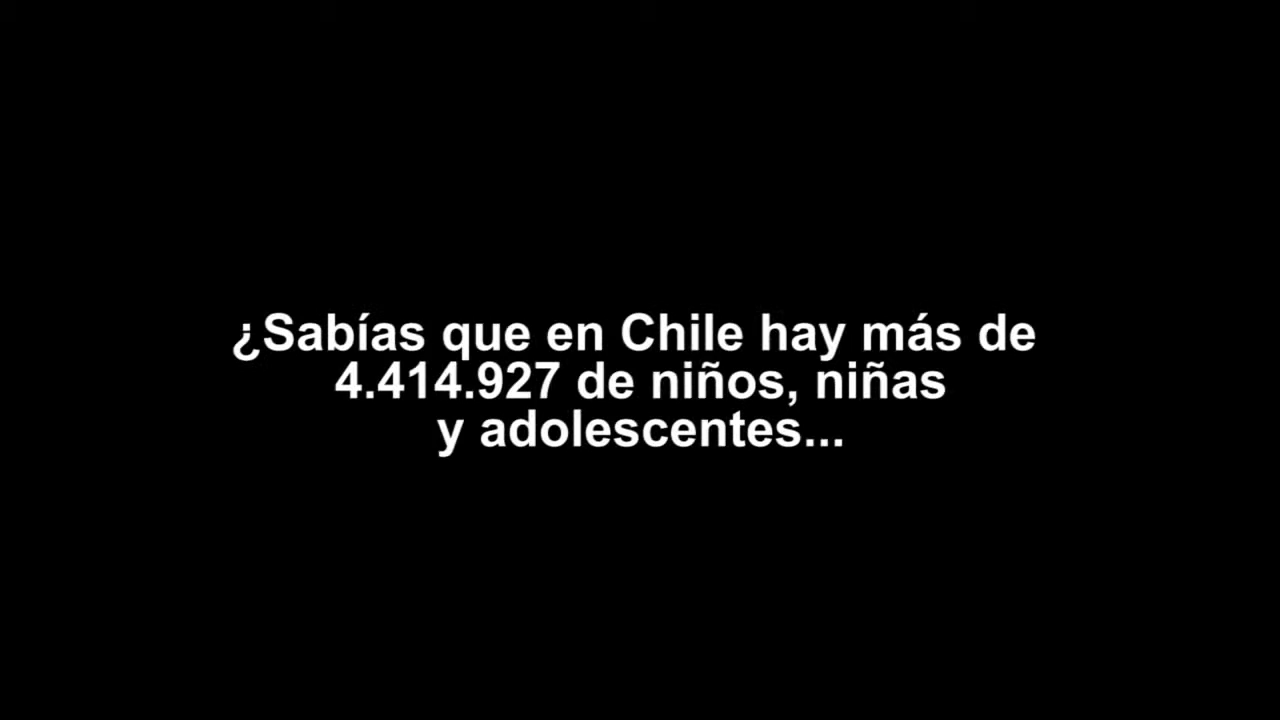 ¿Sabías que en Chile hay más de
4.414.927 de niños, niñas
y adolescentes...